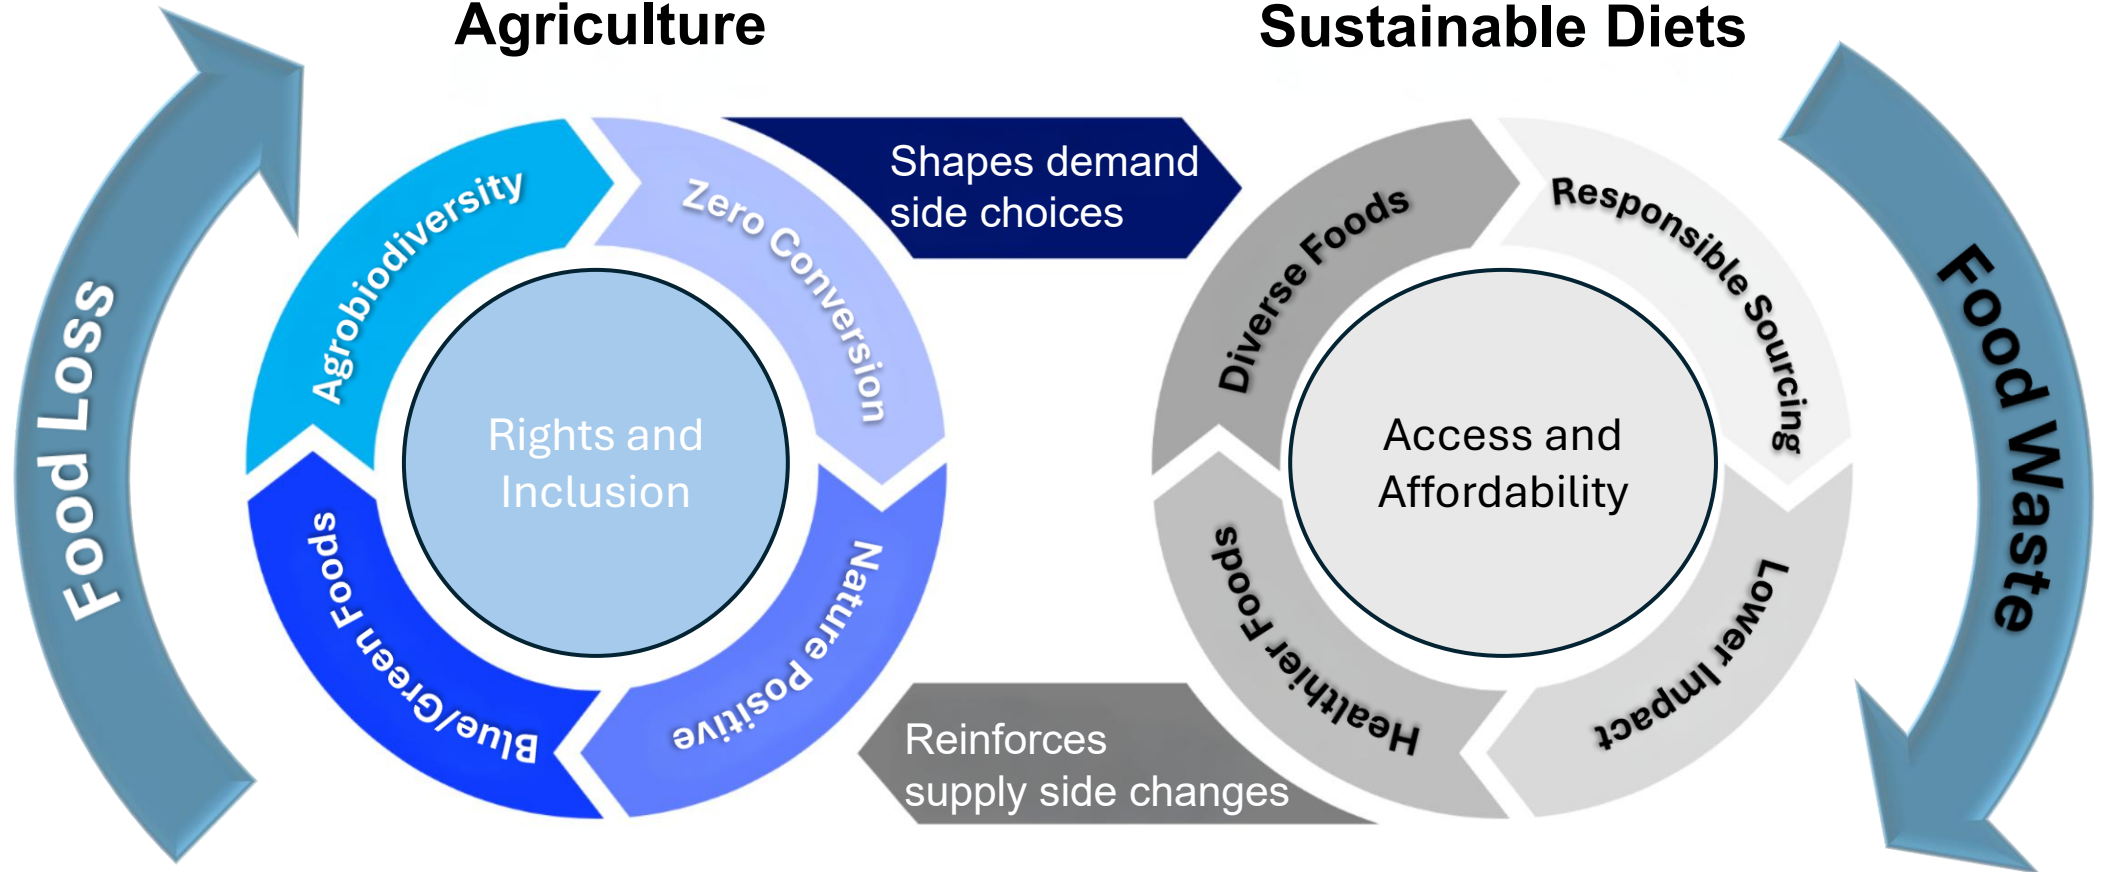 Agriculture
Sustainable Diets
Food Loss
Agrobiodiversity
Zero Conversion
Nature Positive
Blue/Green Foods
Rights and
Inclusion
Shapes demand
side choices
Reinforces
supply side changes
Diverse Foods
Responsible Sourcing
Lower Impact
Healthier Foods
Access and
Affordability
Food Waste